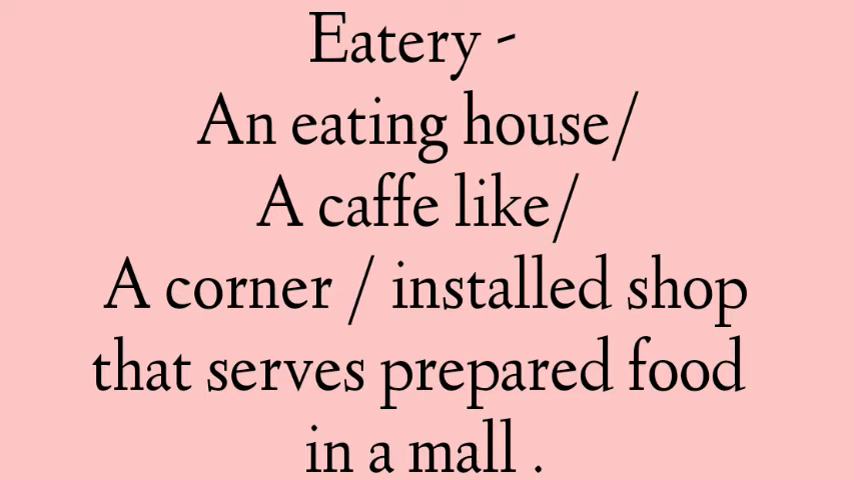 Eatery -
An eating house/
A caffe like/
A corner / installed shop
that serves prepared food
in a mall .